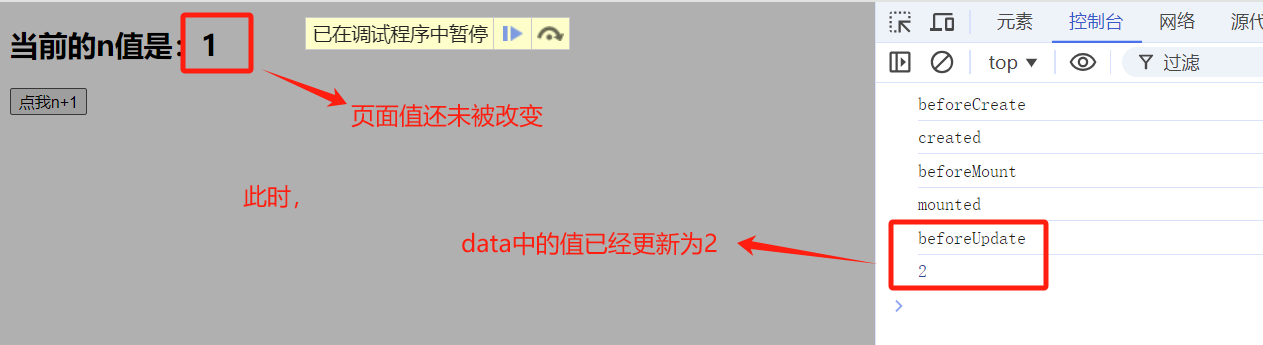 当前的n值是：1
点我n+1
已在调试程序中暂停
页面值还未被改变
此时，
data中的值已经更新为2
元素 控制台 网络 源代
top ▼ 过滤
beforeCreate
created
beforeMount
mounted
beforeUpdate
2